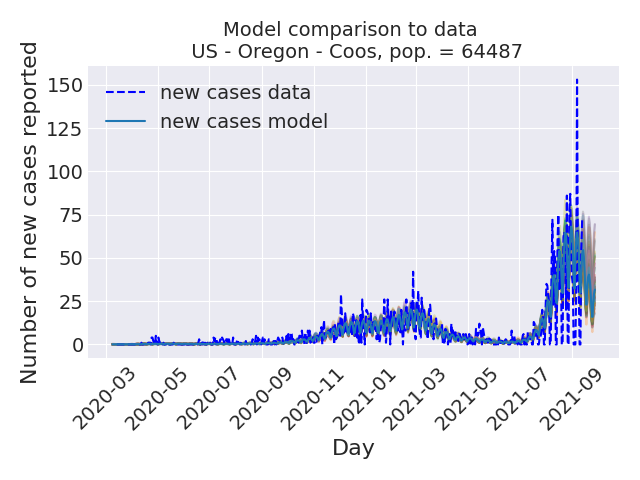 Model comparison to data
US - Oregon - Coos, pop. = 64487
Number of new cases reported
150
125
100
75
50
25
0
new cases data
new cases model
2020-03
2020-05
2020-07
2020-09
2020-11
2021-01
2021-03
2021-05
2021-07
2021-09
Day